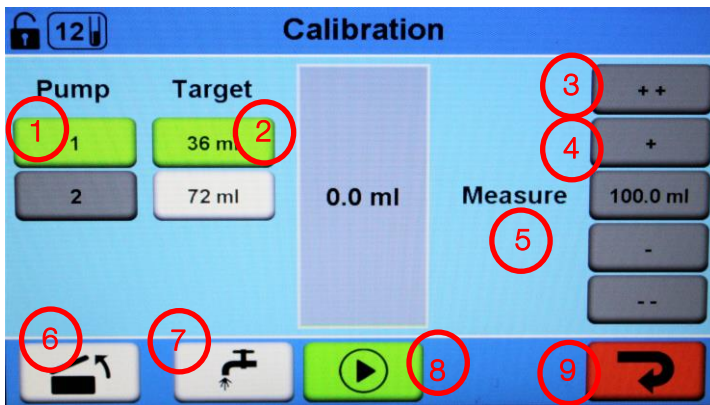 12 Calibration
Pump Target
3 ++
1 1 36 ml 2
4 +
2 72 ml 0.0 ml Measure 100.0 ml
5 -
--
6 7 8 9